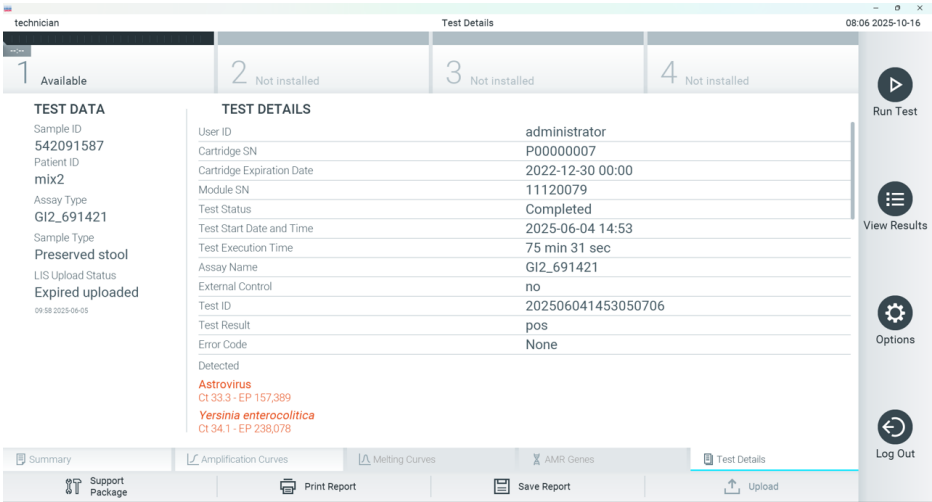 technician
Test Details
08:06 2025-10-16
--:--
1 Available
2 Not installed
3 Not installed
4 Not installed
TEST DATA
Sample ID
542091587
Patient ID
mix2
Assay Type
GI2_691421
Sample Type
Preserved stool
LIS Upload Status
Expired uploaded
09:58 2025-06-05
TEST DETAILS
User ID administrator
Cartridge SN P00000007
Cartridge Expiration Date 2022-12-30 00:00
Module SN 11120079
Test Status Completed
Test Start Date and Time 2025-06-04 14:53
Test Execution Time 75 min 31 sec
Assay Name GI2_691421
External Control no
Test ID 202506041453050706
Test Result pos
Error Code None
Detected
Astrovirus
Ct 33.3 - EP 157,389
Yersinia enterocolitica
Ct 34.1 - EP 238,078
Run Test
View Results
Options
Log Out
Summary
Amplification Curves
Melting Curves
AMR Genes
Test Details
Support
Package
Print Report
Save Report
Upload